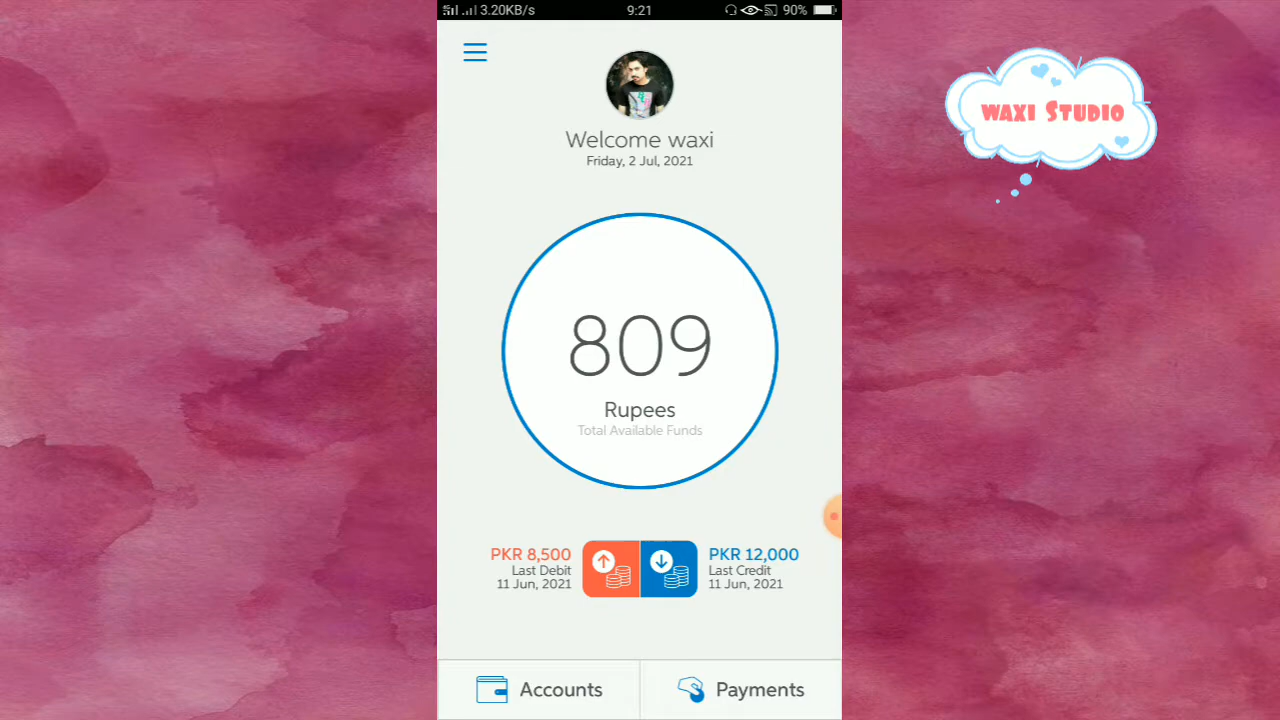 3.20KB/s 9:21 90%
WAXI STUDIO
Welcome waxi
Friday, 2 Jul, 2021
809
Rupees
Total Available Funds
PKR 8,500
Last Debit
11 Jun, 2021
PKR 12,000
Last Credit
11 Jun, 2021
Accounts
Payments